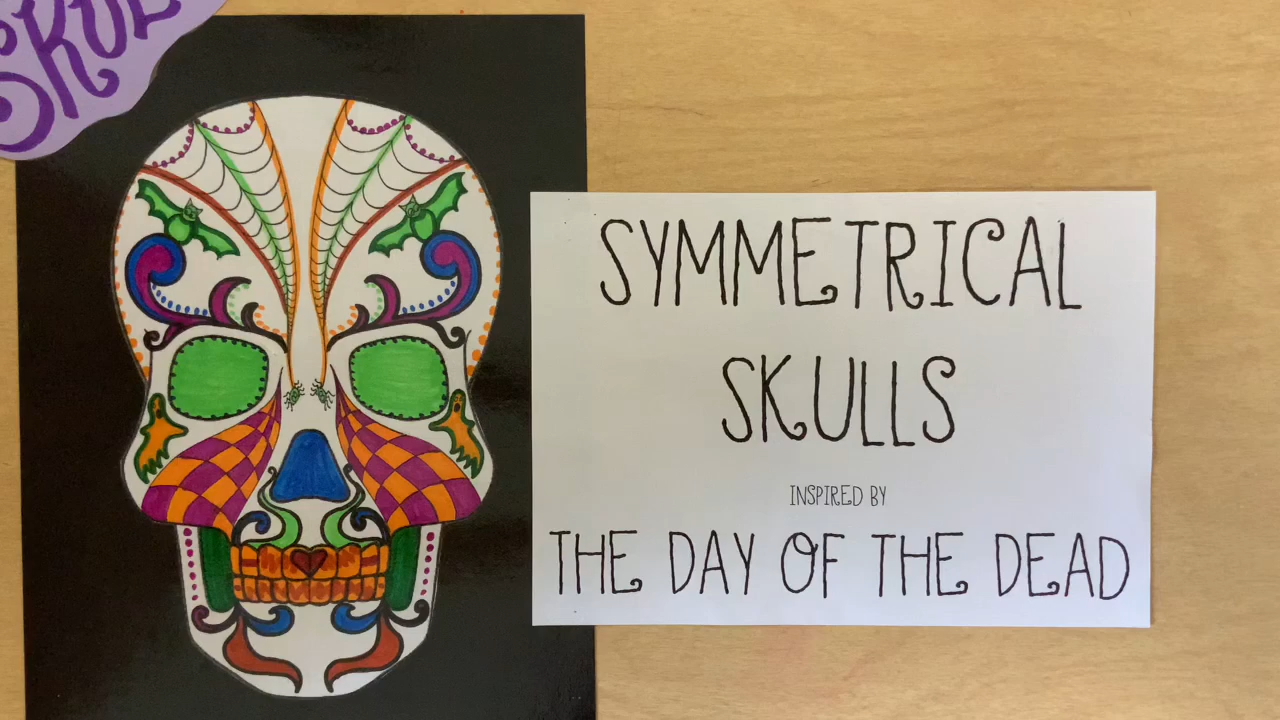 SYMMETRICAL
SKULLS
INSPIRED BY
THE DAY OF THE DEAD